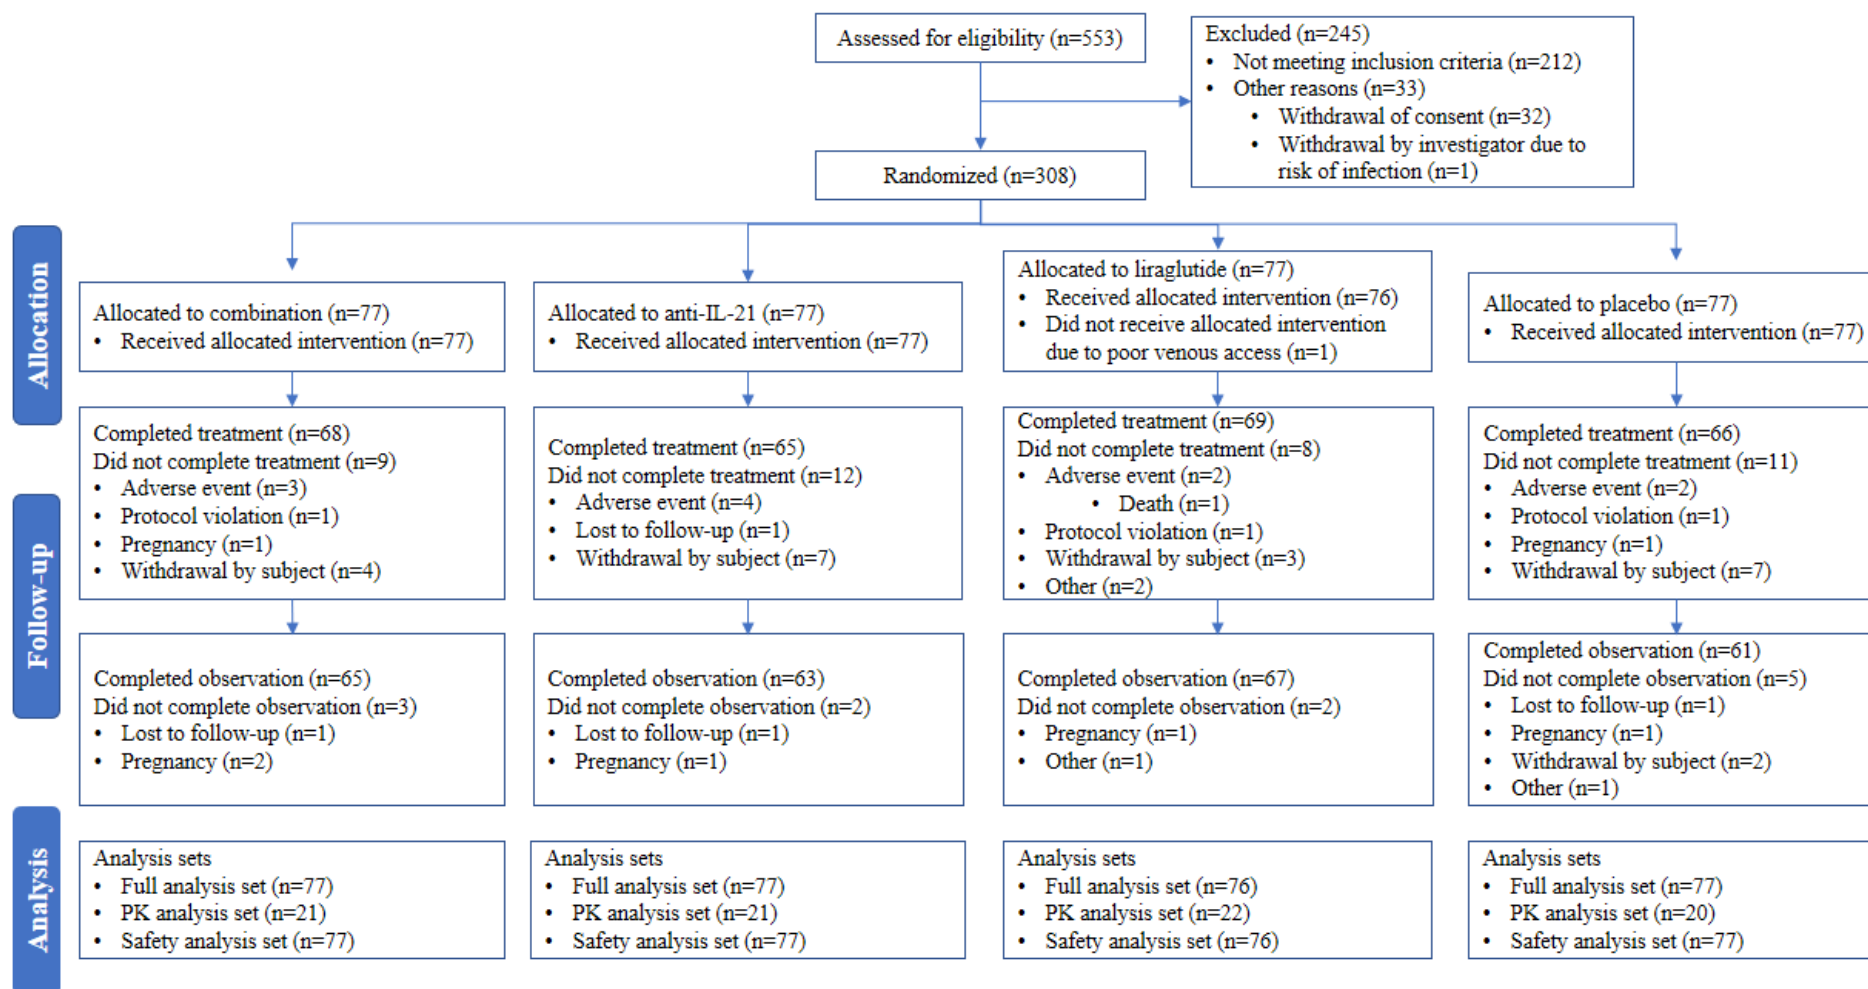 Assessed for eligibility (n=553)
Excluded (n=245)
• Not meeting inclusion criteria (n=212)
• Other reasons (n=33)
• Withdrawal of consent (n=32)
• Withdrawal by investigator due to
risk of infection (n=1)
Randomized (n=308)
Allocation
Allocated to combination (n=77)
• Received allocated intervention (n=77)
Allocated to anti-IL-21 (n=77)
• Received allocated intervention (n=77)
Allocated to liraglutide (n=77)
• Received allocated intervention (n=76)
• Did not receive allocated intervention
due to poor venous access (n=1)
Allocated to placebo (n=77)
• Received allocated intervention (n=77)
Follow-up
Completed treatment (n=68)
Did not complete treatment (n=9)
• Adverse event (n=3)
• Protocol violation (n=1)
• Pregnancy (n=1)
• Withdrawal by subject (n=4)
Completed treatment (n=65)
Did not complete treatment (n=12)
• Adverse event (n=4)
• Lost to follow-up (n=1)
• Withdrawal by subject (n=7)
Completed treatment (n=69)
Did not complete treatment (n=8)
• Adverse event (n=2)
• Death (n=1)
• Protocol violation (n=1)
• Withdrawal by subject (n=3)
• Other (n=2)
Completed treatment (n=66)
Did not complete treatment (n=11)
• Adverse event (n=2)
• Protocol violation (n=1)
• Pregnancy (n=1)
• Withdrawal by subject (n=7)
Completed observation (n=65)
Did not complete observation (n=3)
• Lost to follow-up (n=1)
• Pregnancy (n=2)
Completed observation (n=63)
Did not complete observation (n=2)
• Lost to follow-up (n=1)
• Pregnancy (n=1)
Completed observation (n=67)
Did not complete observation (n=2)
• Pregnancy (n=1)
• Other (n=1)
Completed observation (n=61)
Did not complete observation (n=5)
• Lost to follow-up (n=1)
• Pregnancy (n=1)
• Withdrawal by subject (n=2)
• Other (n=1)
Analysis
Analysis sets
• Full analysis set (n=77)
• PK analysis set (n=21)
• Safety analysis set (n=77)
Analysis sets
• Full analysis set (n=77)
• PK analysis set (n=21)
• Safety analysis set (n=77)
Analysis sets
• Full analysis set (n=76)
• PK analysis set (n=22)
• Safety analysis set (n=76)
Analysis sets
• Full analysis set (n=77)
• PK analysis set (n=20)
• Safety analysis set (n=77)